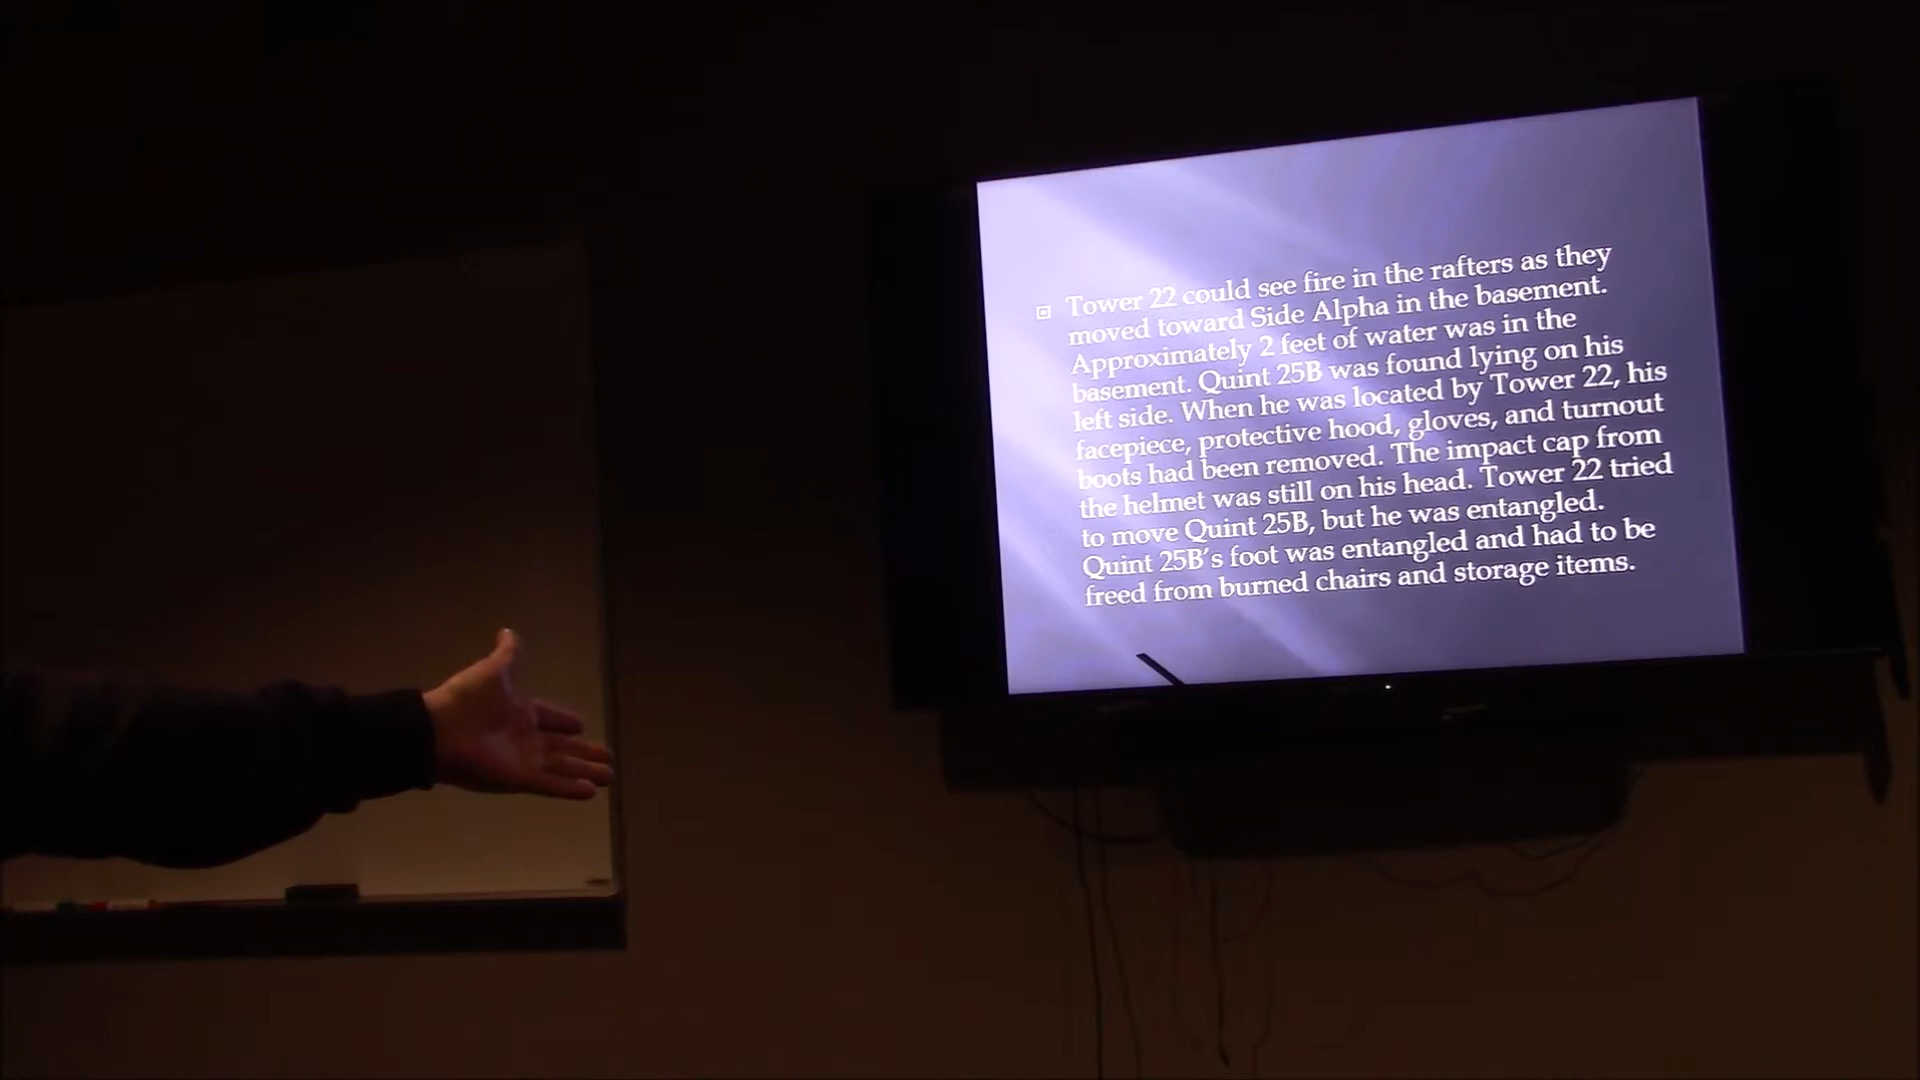 Tower 22 could see fire in the rafters as they
moved toward Side Alpha in the basement.
Approximately 2 feet of water was in the
basement. Quint 25B was found lying on his
left side. When he was located by Tower 22, his
facepiece, protective hood, gloves, and turnout
boots had been removed. The impact cap from
the helmet was still on his head. Tower 22 tried
to move Quint 25B, but he was entangled.
Quint 25B's foot was entangled and had to be
freed from burned chairs and storage items.